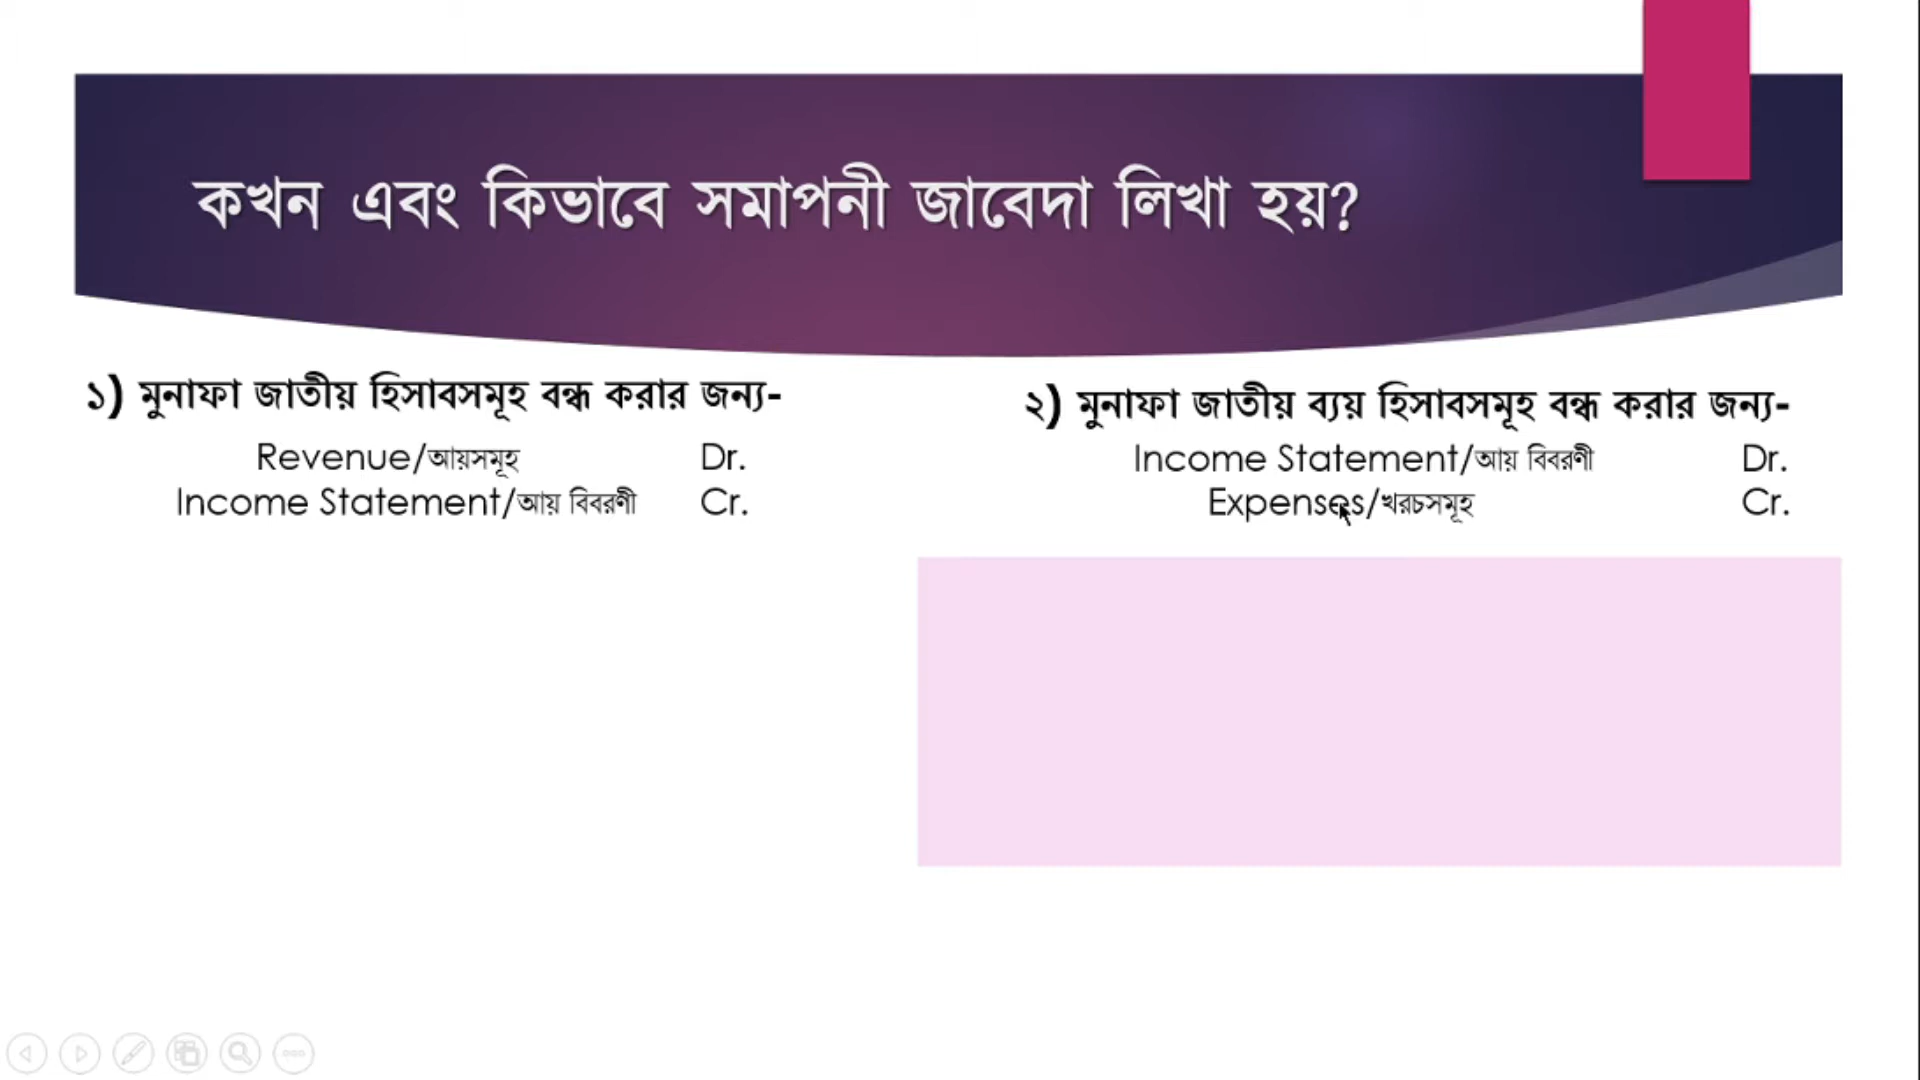 কখন এবং কিভাবে সমাপনী জাবেদা লিখা হয়?
১) মুনাফা জাতীয় হিসাবসমূহ বন্ধ করার জন্য-
Revenue/আয়সমূহ Dr.
Income Statement/আয় বিবরণী Cr.
২) মুনাফা জাতীয় ব্যয় হিসাবসমূহ বন্ধ করার জন্য-
Income Statement/আয় বিবরণী Dr.
Expenses/খরচসমূহ Cr.